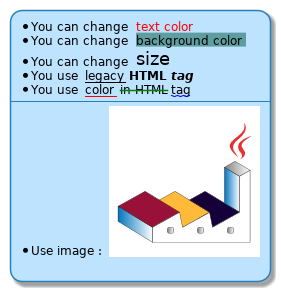 •You can change text color
•You can change background color
•You can change size
•You use legacy HTML tag
•You use color in HTML tag
•Use image :